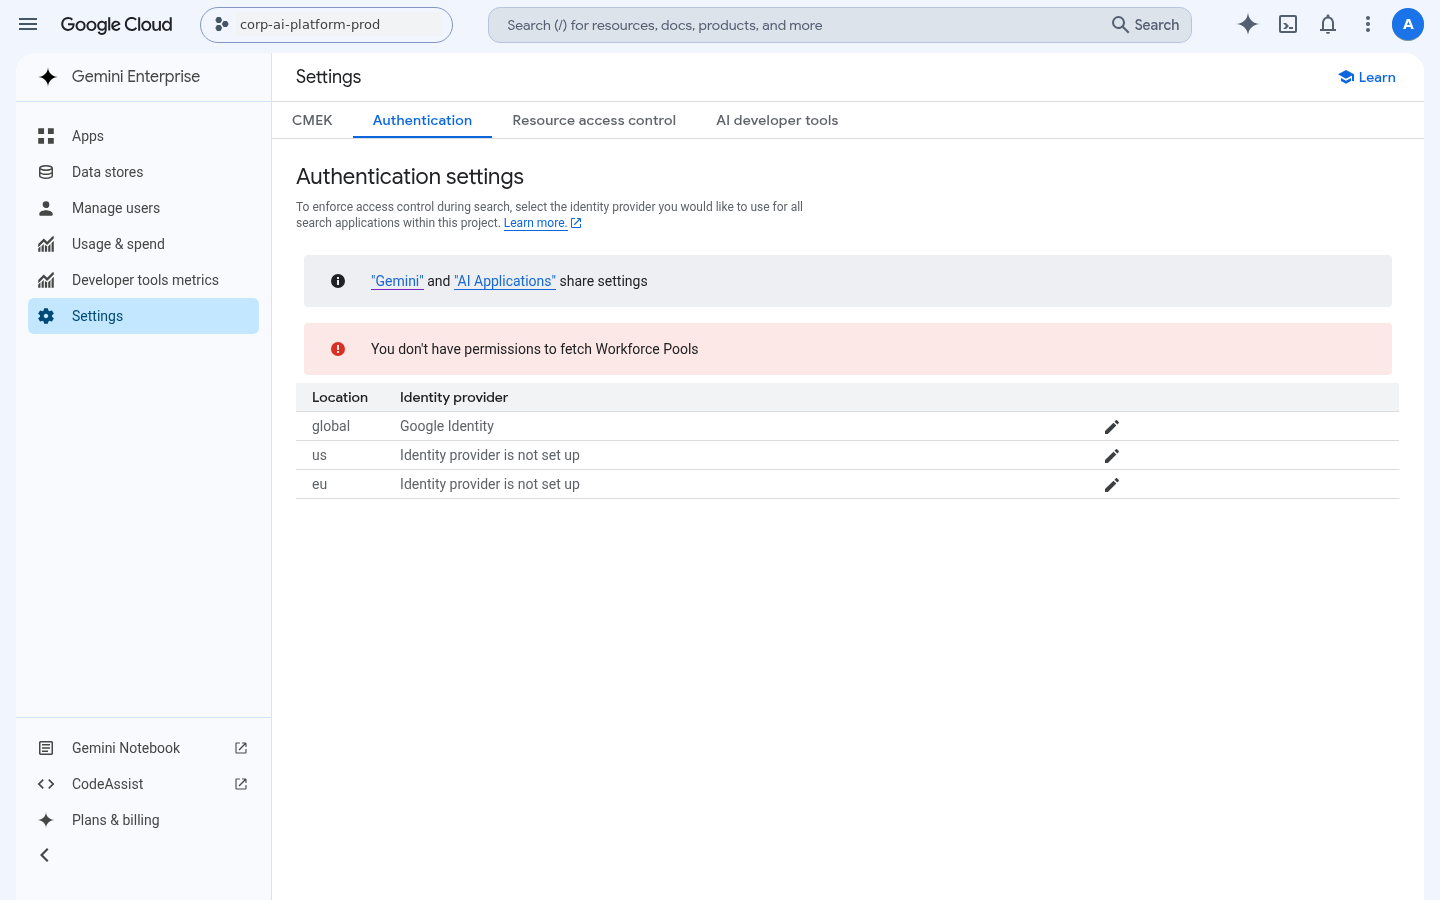 Google Cloud
corp-ai-platform-prod
Search (/) for resources, docs, products, and more
Search
A
Gemini Enterprise
Settings
Learn
Apps
Data stores
Manage users
Usage & spend
Developer tools metrics
Settings
CMEK
Authentication
Resource access control
AI developer tools
Authentication settings
To enforce access control during search, select the identity provider you would like to use for all
search applications within this project. Learn more.
"Gemini" and "AI Applications" share settings
You don't have permissions to fetch Workforce Pools
Location Identity provider
global Google Identity
us Identity provider is not set up
eu Identity provider is not set up
Gemini Notebook
CodeAssist
Plans & billing